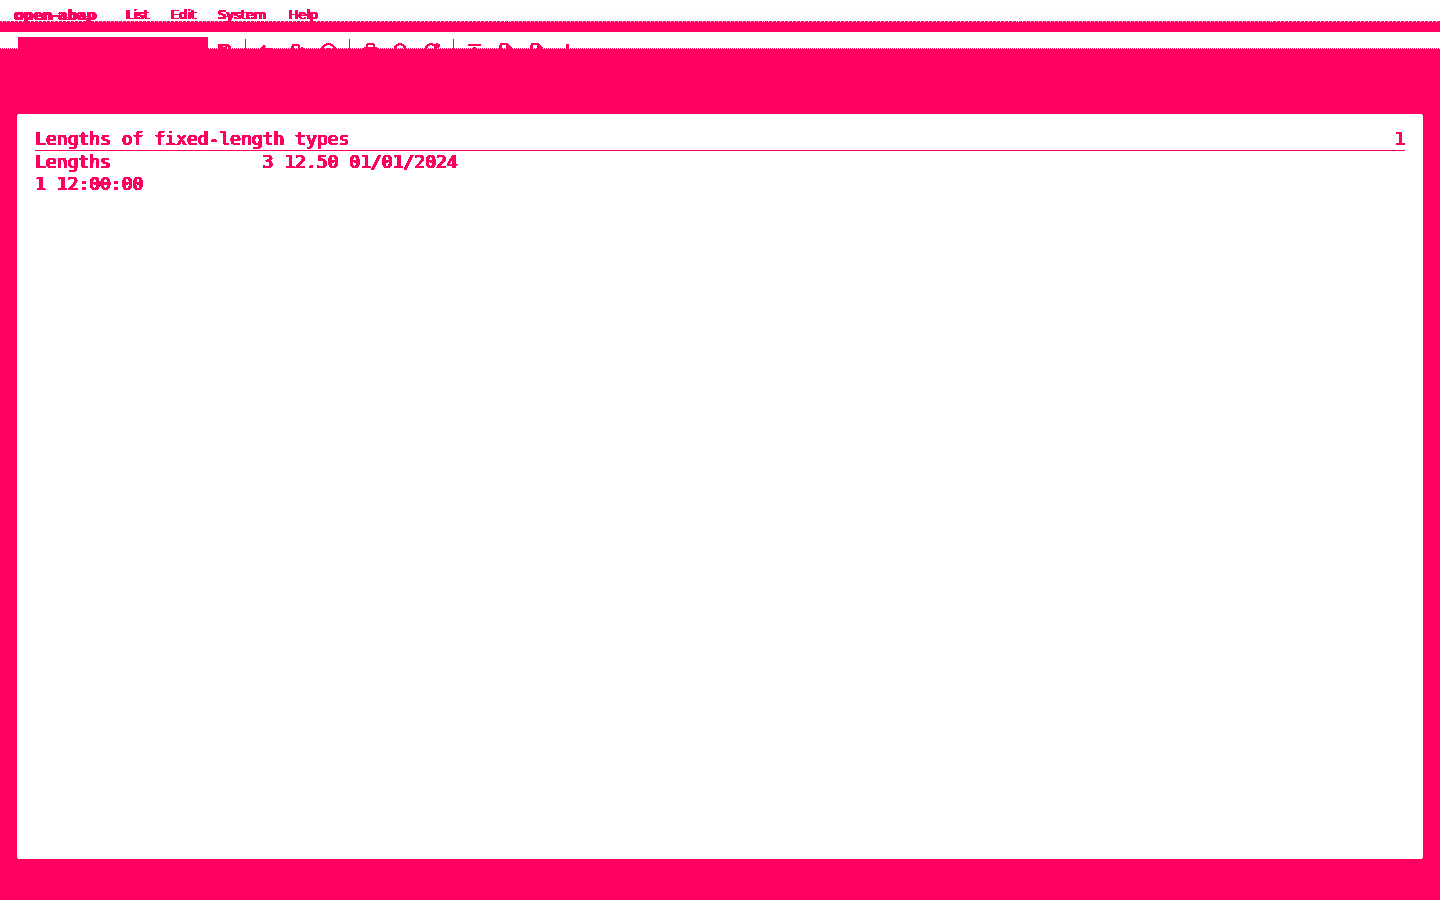 open-abap List Edit System Help
Lengths of fixed-length types 1
Lengths 3 12.50 01/01/2024
1 12:00:00